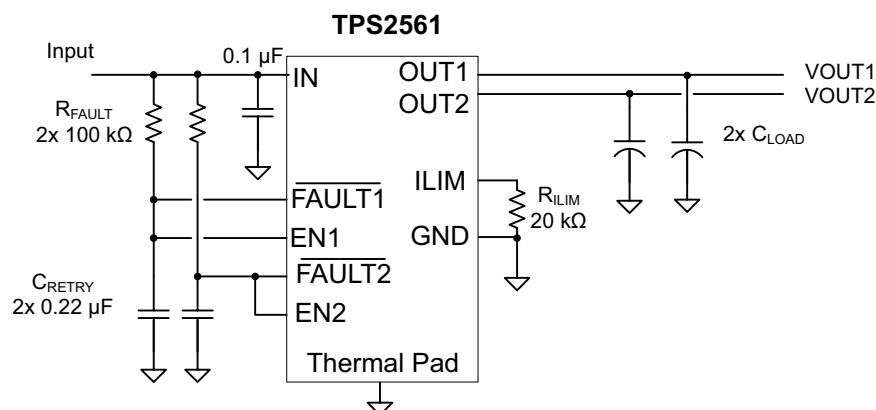 TPS2561
Input
0.1 µF
IN
OUT1
VOUT1
OUT2
VOUT2
RFAULT
2x 100 kΩ
2x CLOAD
ILIM
FAULT1
RILIM
20 kΩ
EN1
GND
FAULT2
CRETRY
2x 0.22 µF
EN2
Thermal Pad